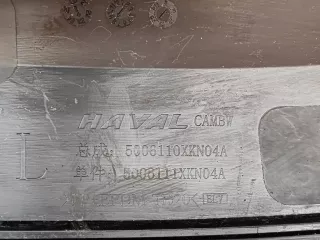 HAVAL CAMBW
总成: 5006110XKN04A
L
单件: 5006111XKN04A